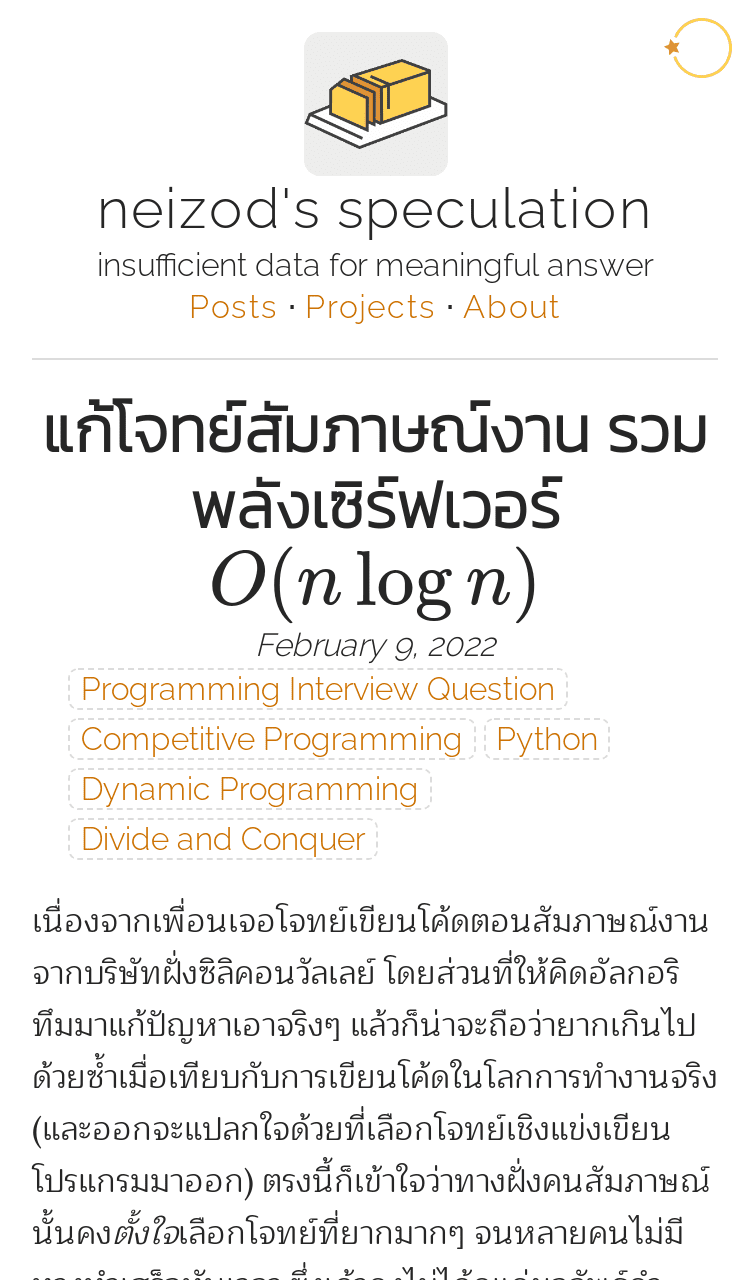 neizod's speculation
insufficient data for meaningful answer
Posts · Projects · About
แก้โจทย์สัมภาษณ์งาน รวม
พลังเซิร์ฟเวอร์
O(n log n)
February 9, 2022
Programming Interview Question
Competitive Programming Python
Dynamic Programming
Divide and Conquer
เนื่องจากเพื่อนเจอโจทย์เขียนโค้ดตอนสัมภาษณ์งาน
จากบริษัทฝั่งซิลิคอนวัลเลย์ โดยส่วนที่ให้คิดอัลกอริ
ทึมมาแก้ปัญหาเอาจริงๆ แล้วก็น่าจะถือว่ายากเกินไป
ด้วยซ้ำเมื่อเทียบกับการเขียนโค้ดในโลกการทำงานจริง
(และออกจะแปลกใจด้วยที่เลือกโจทย์เชิงแข่งเขียน
โปรแกรมมาออก) ตรงนี้ก็เข้าใจว่าทางฝั่งคนสัมภาษณ์
นั้นคงตั้งใจเลือกโจทย์ที่ยากมากๆ จนหลายคนไม่มี